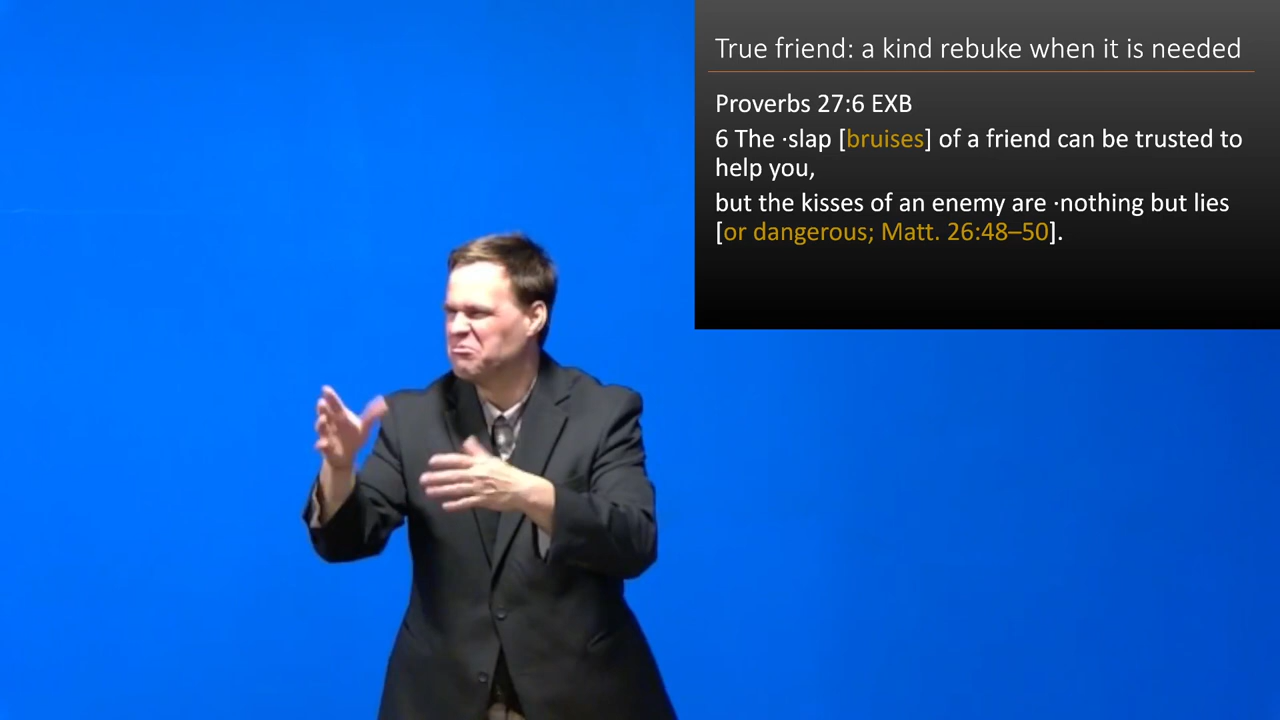 True friend: a kind rebuke when it is needed
Proverbs 27:6 EXB
6 The ·slap [bruises] of a friend can be trusted to
help you,
but the kisses of an enemy are ·nothing but lies
[or dangerous; Matt. 26:48–50].